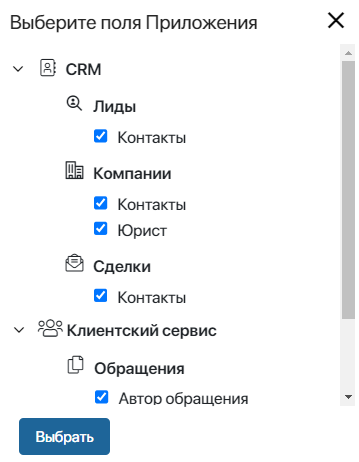 Выберите поля Приложения
CRM
Лиды
Контакты
Компании
Контакты
Юрист
Сделки
Контакты
Клиентский сервис
Обращения
Автор обращения
Выбрать